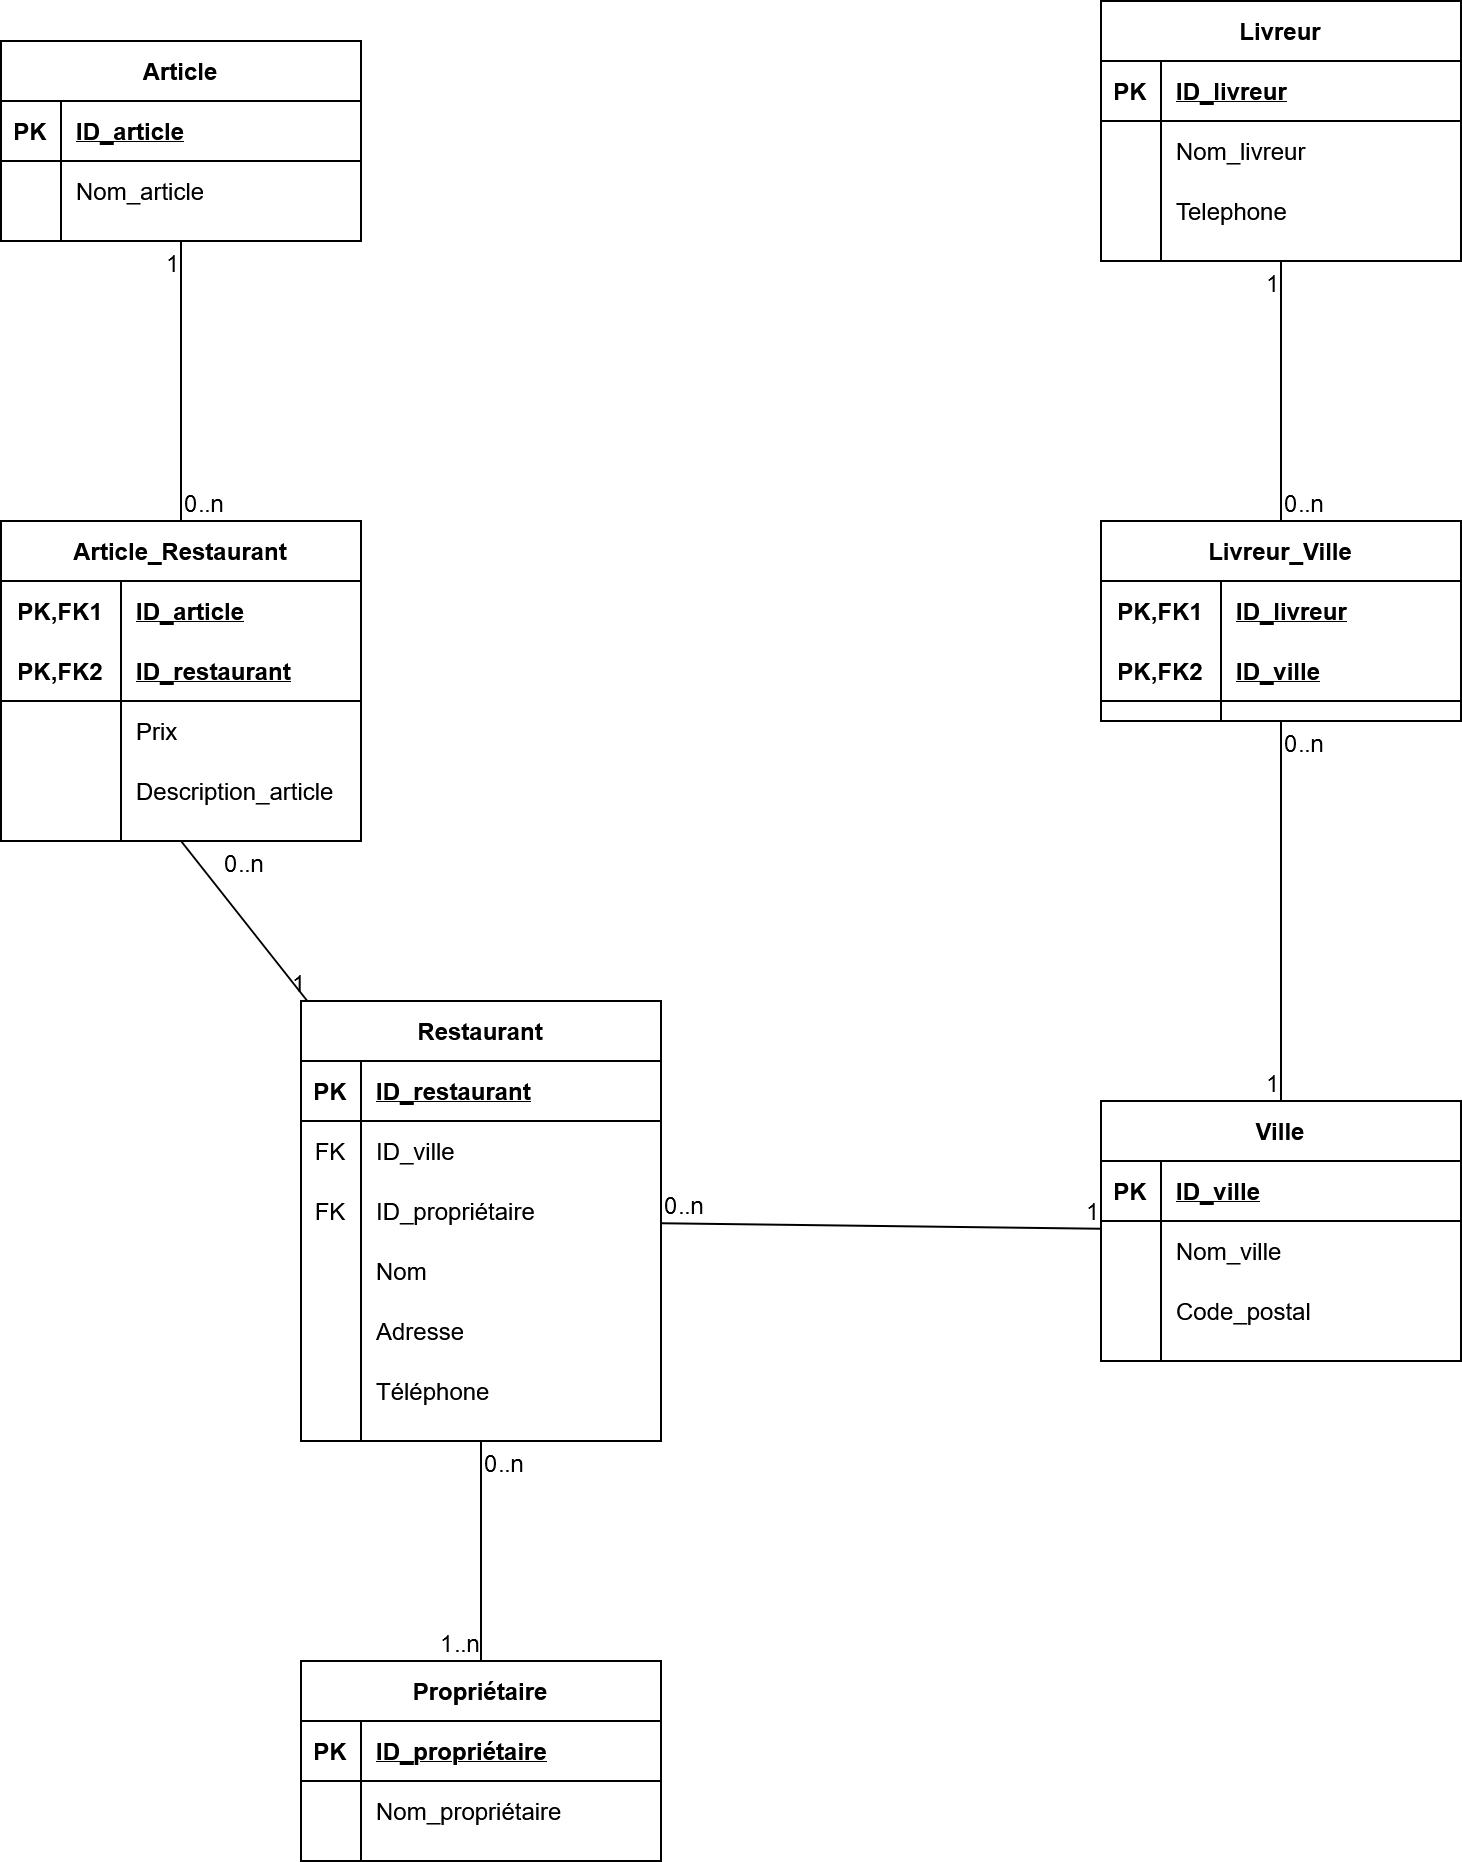 Article
PK ID_article
Nom_article
1
0..n
Article_Restaurant
PK,FK1 ID_article
PK,FK2 ID_restaurant
Prix
Description_article
0..n
1
Restaurant
PK ID_restaurant
FK ID_ville
FK ID_propriétaire
Nom
Adresse
Téléphone
0..n
1
0..n
1..n
Propriétaire
PK ID_propriétaire
Nom_propriétaire
Livreur
PK ID_livreur
Nom_livreur
Telephone
1
0..n
Livreur_Ville
PK,FK1 ID_livreur
PK,FK2 ID_ville
0..n
1
Ville
PK ID_ville
Nom_ville
Code_postal